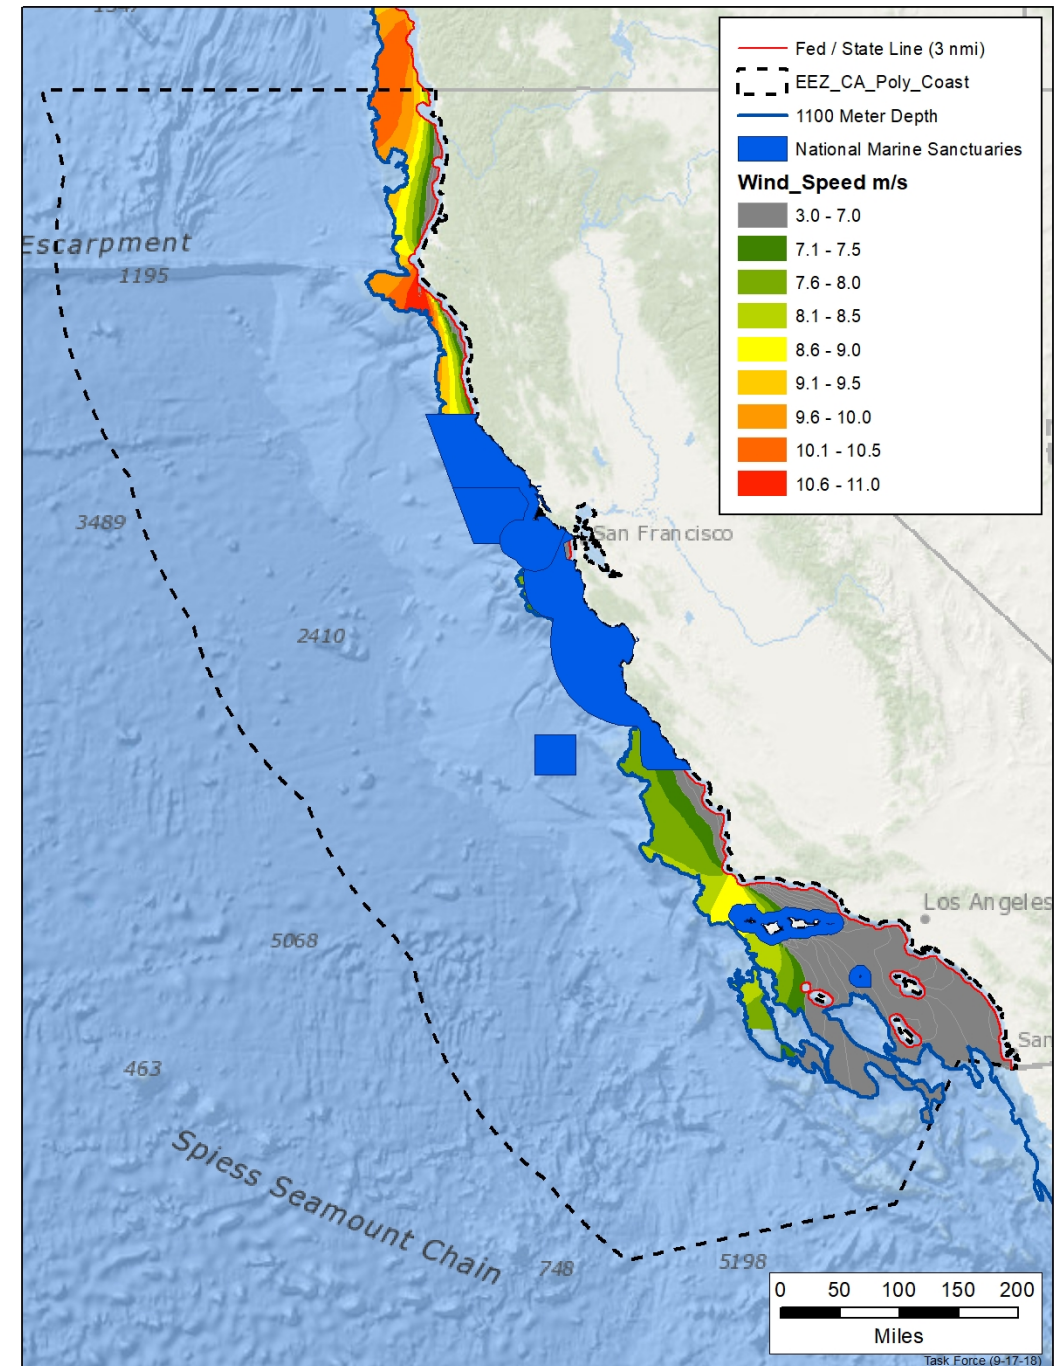 1347
Fed / State Line (3 nmi)
EEZ_CA_Poly_Coast
1100 Meter Depth
National Marine Sanctuaries
Wind_Speed m/s
3.0 - 7.0
7.1 - 7.5
7.6 - 8.0
8.1 - 8.5
8.6 - 9.0
9.1 - 9.5
9.6 - 10.0
10.1 - 10.5
10.6 - 11.0
Escarpment
1195
3489
San Francisco
2410
Los Angeles
5068
San
463
Spiess Seamount Chain
748
5198
0 50 100 150 200
Miles
Task Force (9-17-18)